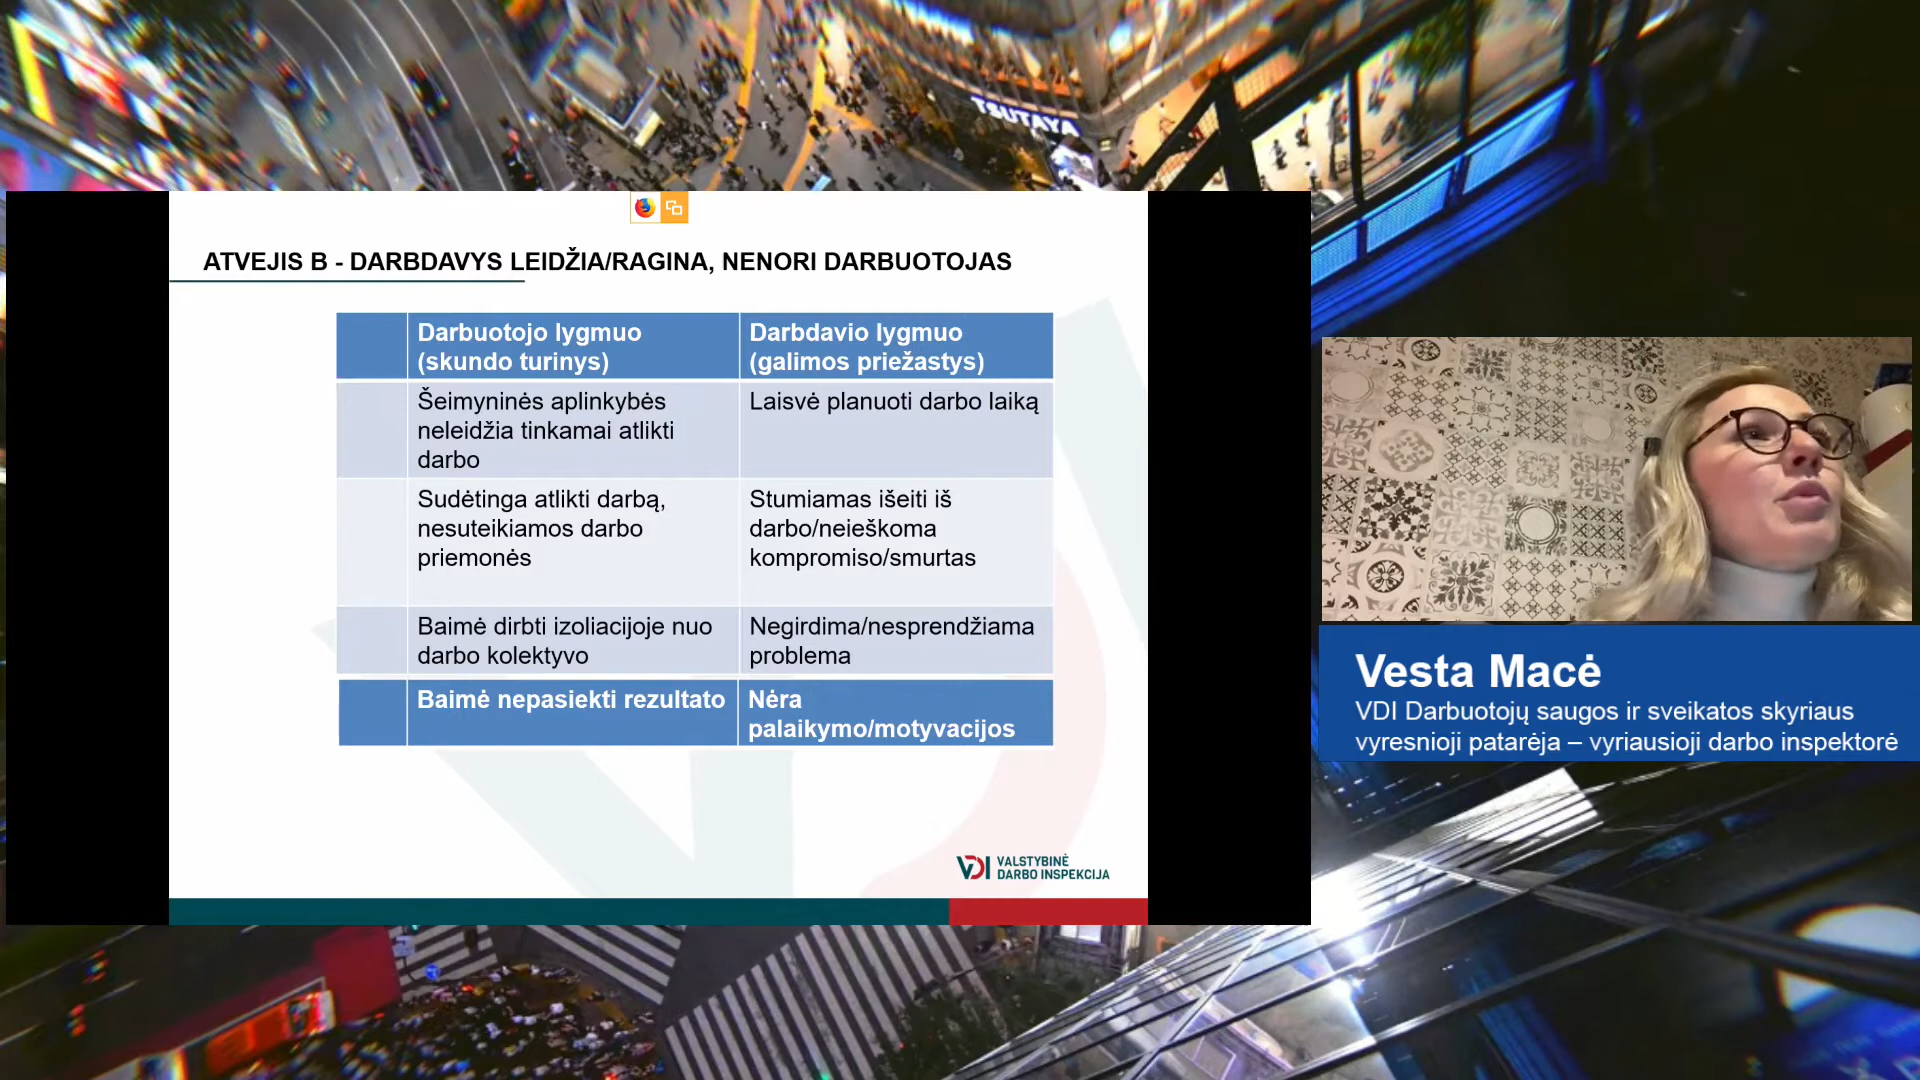 TSUTAYA
ATVEJIS B - DARBDAVYS LEIDŽIA/RAGINA, NENORI DARBUOTOJAS
Darbuotojo lygmuo
(skundo turinys)
Darbdavio lygmuo
(galimos priežastys)
Šeimyninės aplinkybės
neleidžia tinkamai atlikti
darbo
Laisvė planuoti darbo laiką
Sudėtinga atlikti darbą,
nesuteikiamos darbo
priemonės
Stumiamas išeiti iš
darbo/neieškoma
kompromiso/smurtas
Baimė dirbti izoliacijoje nuo
darbo kolektyvo
Negirdima/nesprendžiama
problema
Baimė nepasiekti rezultato
Nėra
palaikymo/motyvacijos
VDI VALSTYBINĖ
DARBO INSPEKCIJA
Vesta Macė
VDI Darbuotojų saugos ir sveikatos skyriaus
vyresnioji patarėja – vyriausioji darbo inspektorė